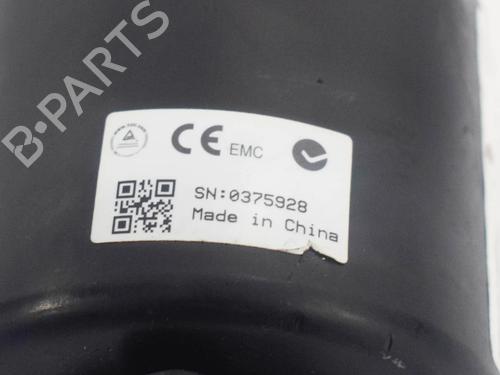 B-PARTS
CE EMC
SN:0375928
Made in China